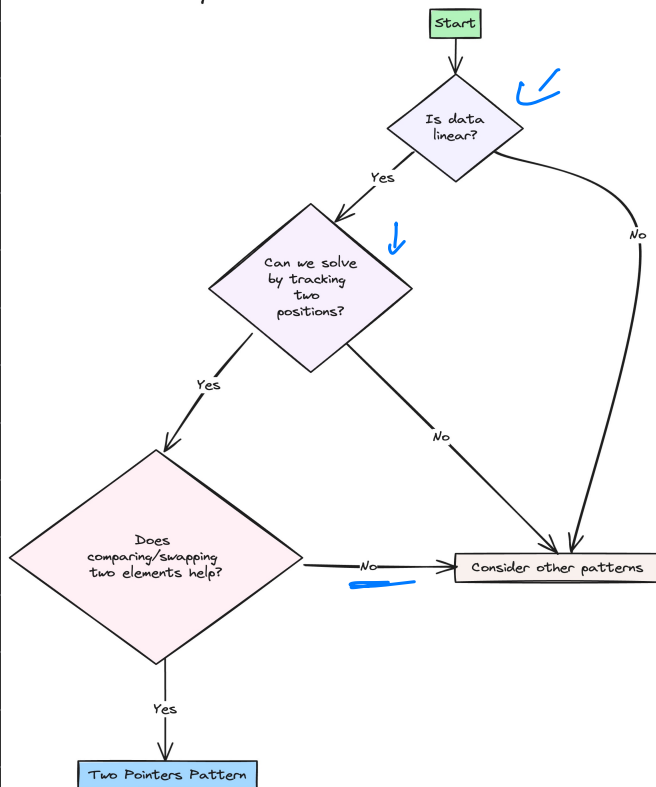 Start
Is data
linear?
Yes
No
Can we solve
by tracking
two
positions?
Yes
No
Does
comparing/swapping
two elements help?
No
Consider other patterns
Yes
Two Pointers Pattern